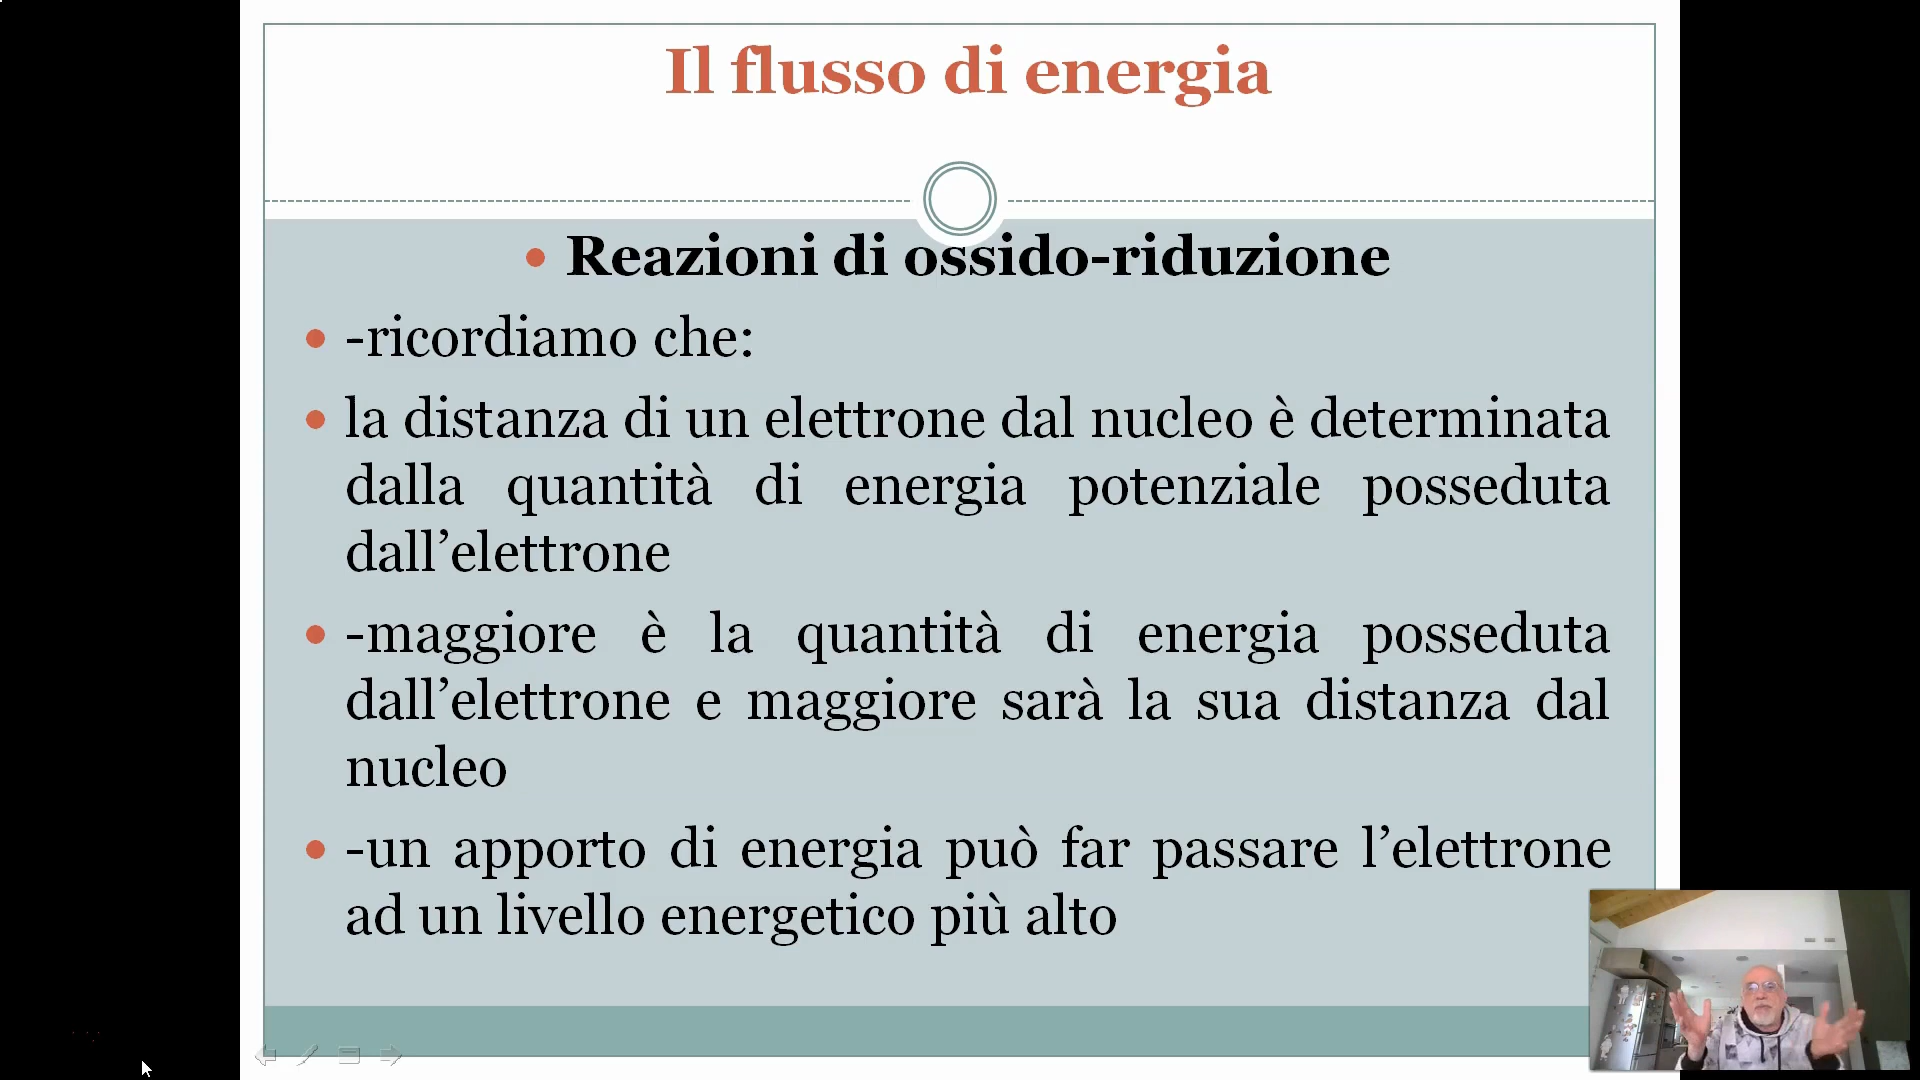 Il flusso di energia
Reazioni di ossido-riduzione
-ricordiamo che:
la distanza di un elettrone dal nucleo è determinata
dalla quantità di energia potenziale posseduta
dall’elettrone
-maggiore è la quantità di energia posseduta
dall’elettrone e maggiore sarà la sua distanza dal
nucleo
-un apporto di energia può far passare l’elettrone
ad un livello energetico più alto